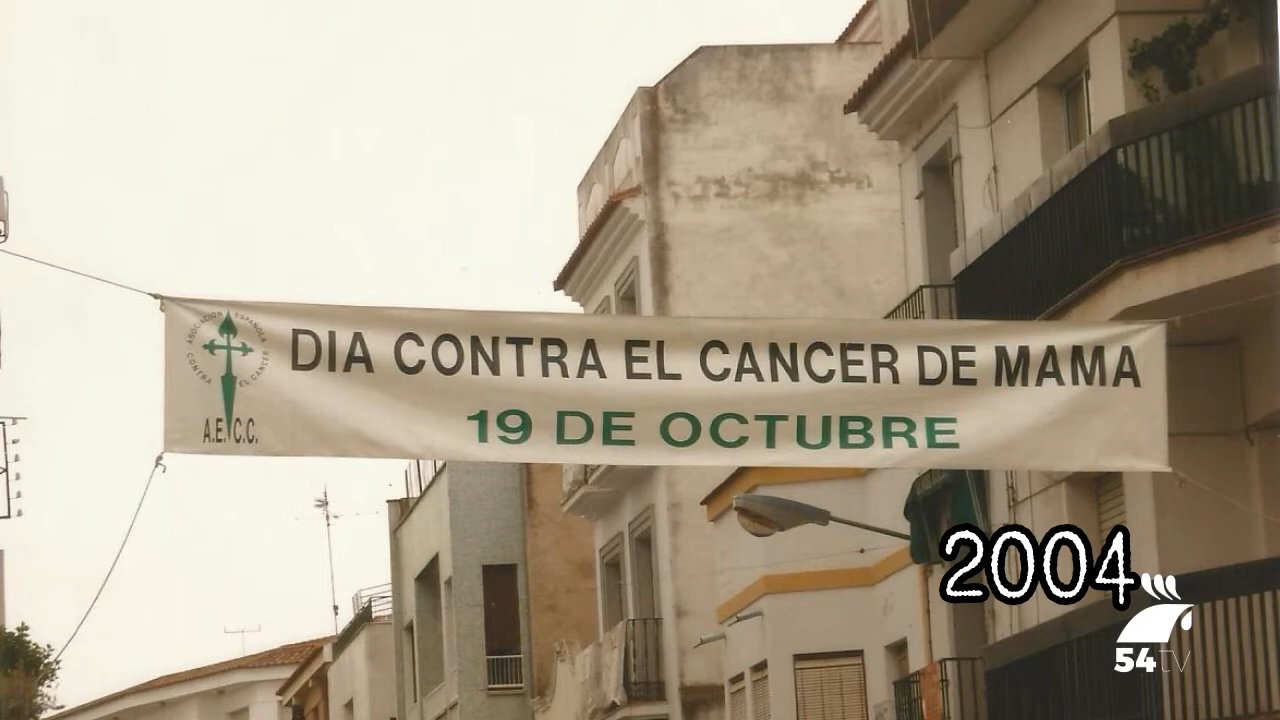 ASOCIACION ESPAÑOLA
CONTRA EL CANCER
A.E.C.C.
DIA CONTRA EL CANCER DE MAMA
19 DE OCTUBRE
2004
54TV